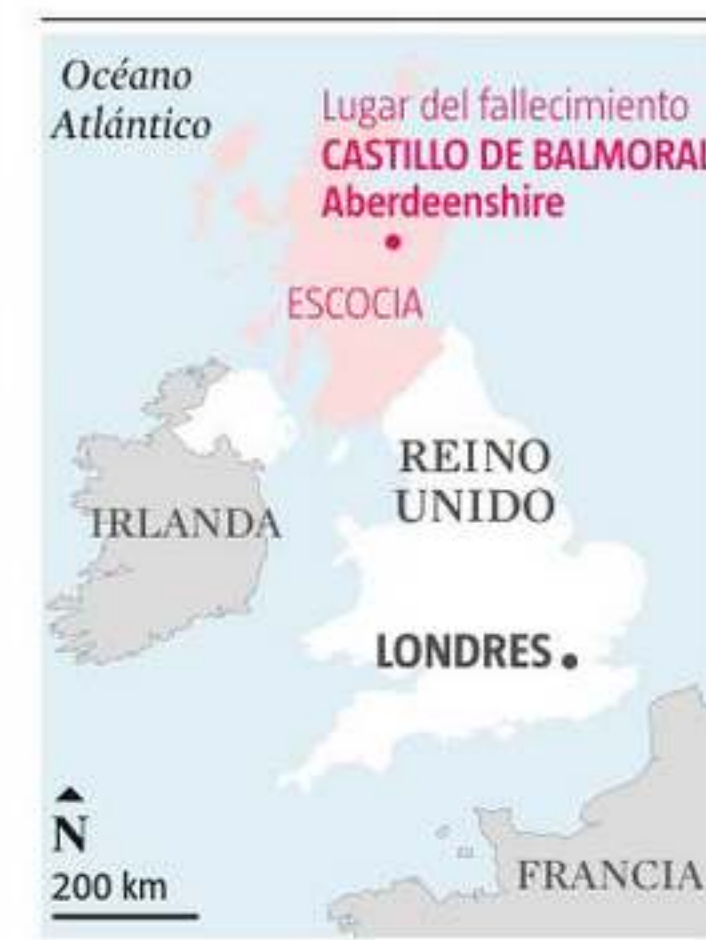 Océano
Atlántico
Lugar del fallecimiento
CASTILLO DE BALMORAL
Aberdeenshire
ESCOCIA
REINO
UNIDO
IRLANDA
LONDRES
N
200 km
FRANCIA